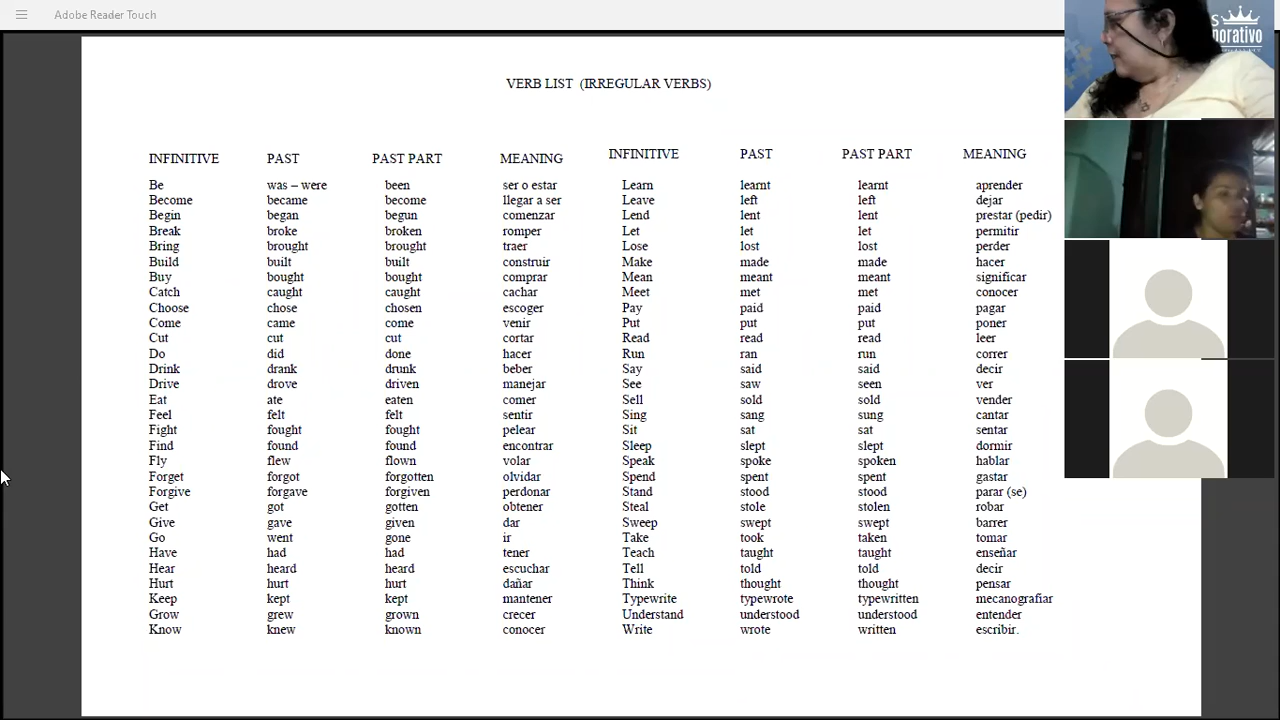 Adobe Reader Touch
VERB LIST (IRREGULAR VERBS)
INFINITIVE PAST PAST PART MEANING INFINITIVE PAST PAST PART MEANING
Be was – were been ser o estar Learn learnt learnt aprender
Become became become llegar a ser Leave left left dejar
Begin began begun comenzar Lend lent lent prestar (pedir)
Break broke broken romper Let let let permitir
Bring brought brought traer Lose lost lost perder
Build built built construir Make made made hacer
Buy bought bought comprar Mean meant meant significar
Catch caught caught cachar Meet met met conocer
Choose chose chosen escoger Pay paid paid pagar
Come came come venir Put put put poner
Cut cut cut cortar Read read read leer
Do did done hacer Run ran run correr
Drink drank drunk beber Say said said decir
Drive drove driven manejar See saw seen ver
Eat ate eaten comer Sell sold sold vender
Feel felt felt sentir Sing sang sung cantar
Fight fought fought pelear Sit sat sat sentar
Find found found encontrar Sleep slept slept dormir
Fly flew flown volar Speak spoke spoken hablar
Forget forgot forgotten olvidar Spend spent spent gastar
Forgive forgave forgiven perdonar Stand stood stood parar (se)
Get got gotten obtener Steal stole stolen robar
Give gave given dar Sweep swept swept barrer
Go went gone ir Take took taken tomar
Have had had tener Teach taught taught enseñar
Hear heard heard escuchar Tell told told decir
Hurt hurt hurt dañar Think thought thought pensar
Keep kept kept mantener Typewrite typewrote typewritten mecanografiar
Grow grew grown crecer Understand understood understood entender
Know knew known conocer Write wrote written escribir.